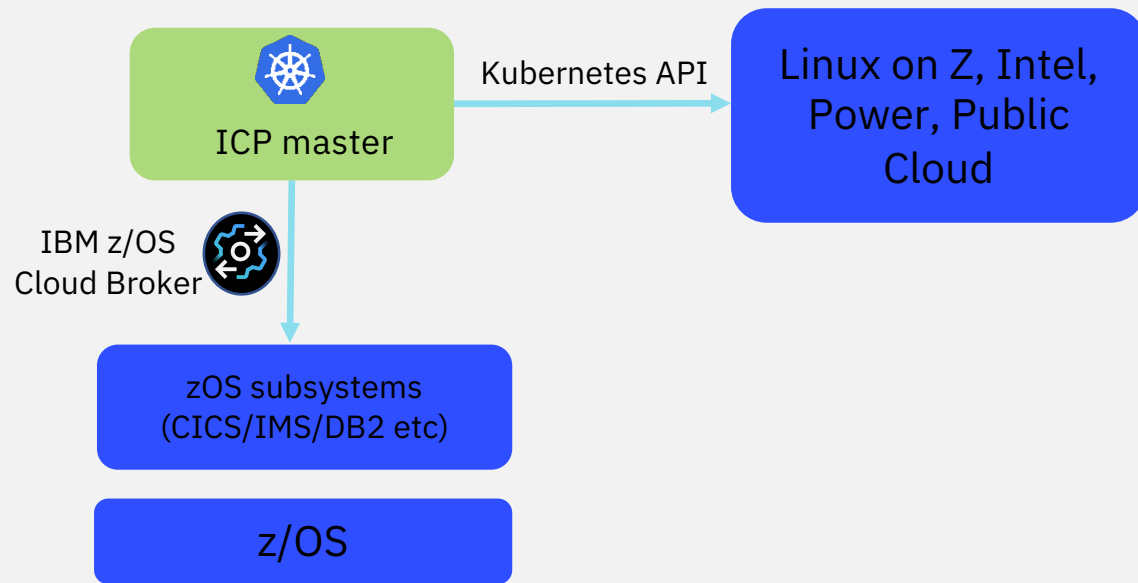 ICP master
Kubernetes API
Linux on Z, Intel,
Power, Public
Cloud
IBM z/OS
Cloud Broker
zOS subsystems
(CICS/IMS/DB2 etc)
z/OS